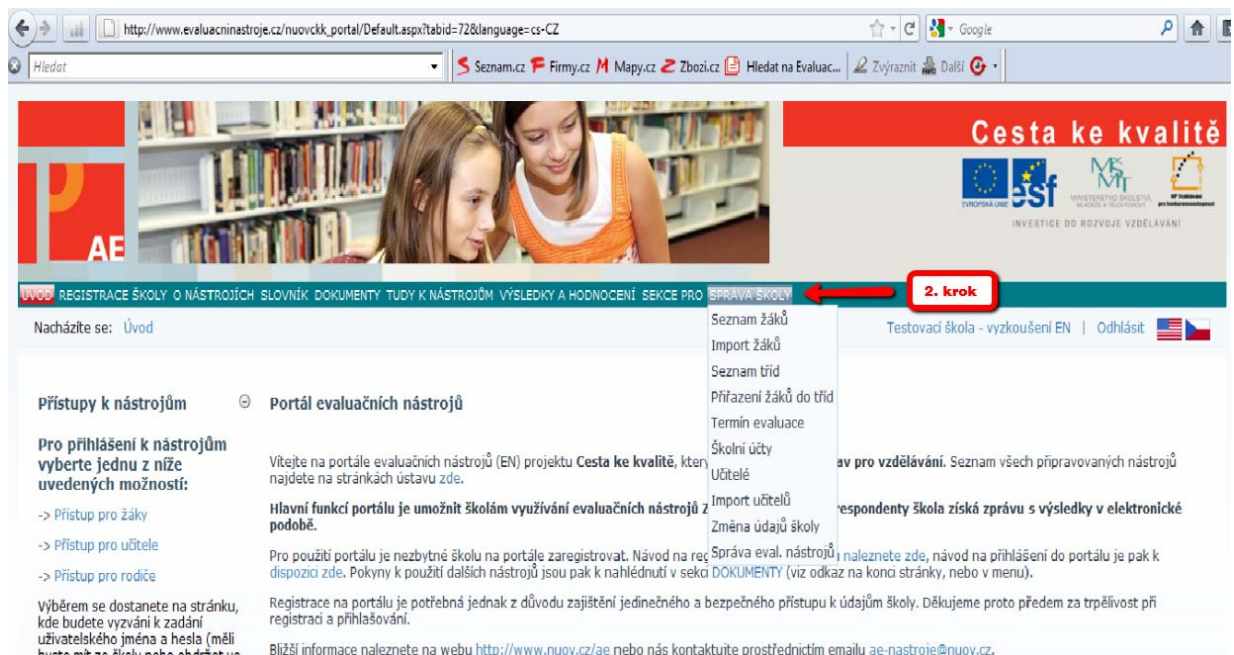 http://www.evaluacninastroje.cz/nuovckk_portal/Default.aspx?tabid=72&language=cs-CZ
Google
Hledat
Seznam.cz Firmy.cz Mapy.cz Zbozi.cz Hledat na Evaluac... Zvýraznit Další
Cesta ke kvalitě
AE
EVROPSKÁ UNIE esf MŠMT MINISTERSTVO ŠKOLSTVÍ, MLÁDEŽE A TĚLOVÝCHOVY OP Vzdělávání pro konkurenceschopnost
INVESTICE DO ROZVOJE VZDĚLÁVÁNÍ
ÚVOD REGISTRACE ŠKOLY O NÁSTROJÍCH SLOVNÍK DOKUMENTY TUDY K NÁSTROJŮM VÝSLEDKY A HODNOCENÍ SEKCE PRO SPRÁVA ŠKOLY
2. krok
Nacházíte se: Úvod
Testovací škola - vyzkoušení EN | Odhlásit
Seznam žáků
Import žáků
Seznam tříd
Přiřazení žáků do tříd
Termín evaluace
Školní účty
Učitelé
Import učitelů
Změna údajů školy
Správa eval. nástrojů
Přístupy k nástrojům
Pro přihlášení k nástrojům
vyberte jednu z níže
uvedených možností:
-> Přístup pro žáky
-> Přístup pro učitele
-> Přístup pro rodiče
Výběrem se dostanete na stránku,
kde budete vyzváni k zadání
uživatelského jména a hesla (měli
Portál evaluačních nástrojů
Vítejte na portále evaluačních nástrojů (EN) projektu Cesta ke kvalitě, který av pro vzdělávání. Seznam všech připravovaných nástrojů
najdete na stránkách ústavu zde.
Hlavní funkcí portálu je umožnit školám využívání evaluačních nástrojů respondenty škola získá zprávu s výsledky v elektronické
podobě.
Pro použití portálu je nezbytné školu na portále zaregistrovat. Návod na reg naleznete zde, návod na přihlášení do portálu je pak k
dispozici zde. Pokyny k použití dalších nástrojů jsou pak k nahlédnutí v sekci DOKUMENTY (viz odkaz na konci stránky, nebo v menu).
Registrace na portálu je potřebná jednak z důvodu zajištění jedinečného a bezpečného přístupu k údajům školy. Děkujeme proto předem za trpělivost při
registraci a přihlašování.
Bližší informace naleznete na webu http://www.nuov.cz/ae nebo nás kontaktujte prostřednictím emailu ae-nastroje@nuov.cz.